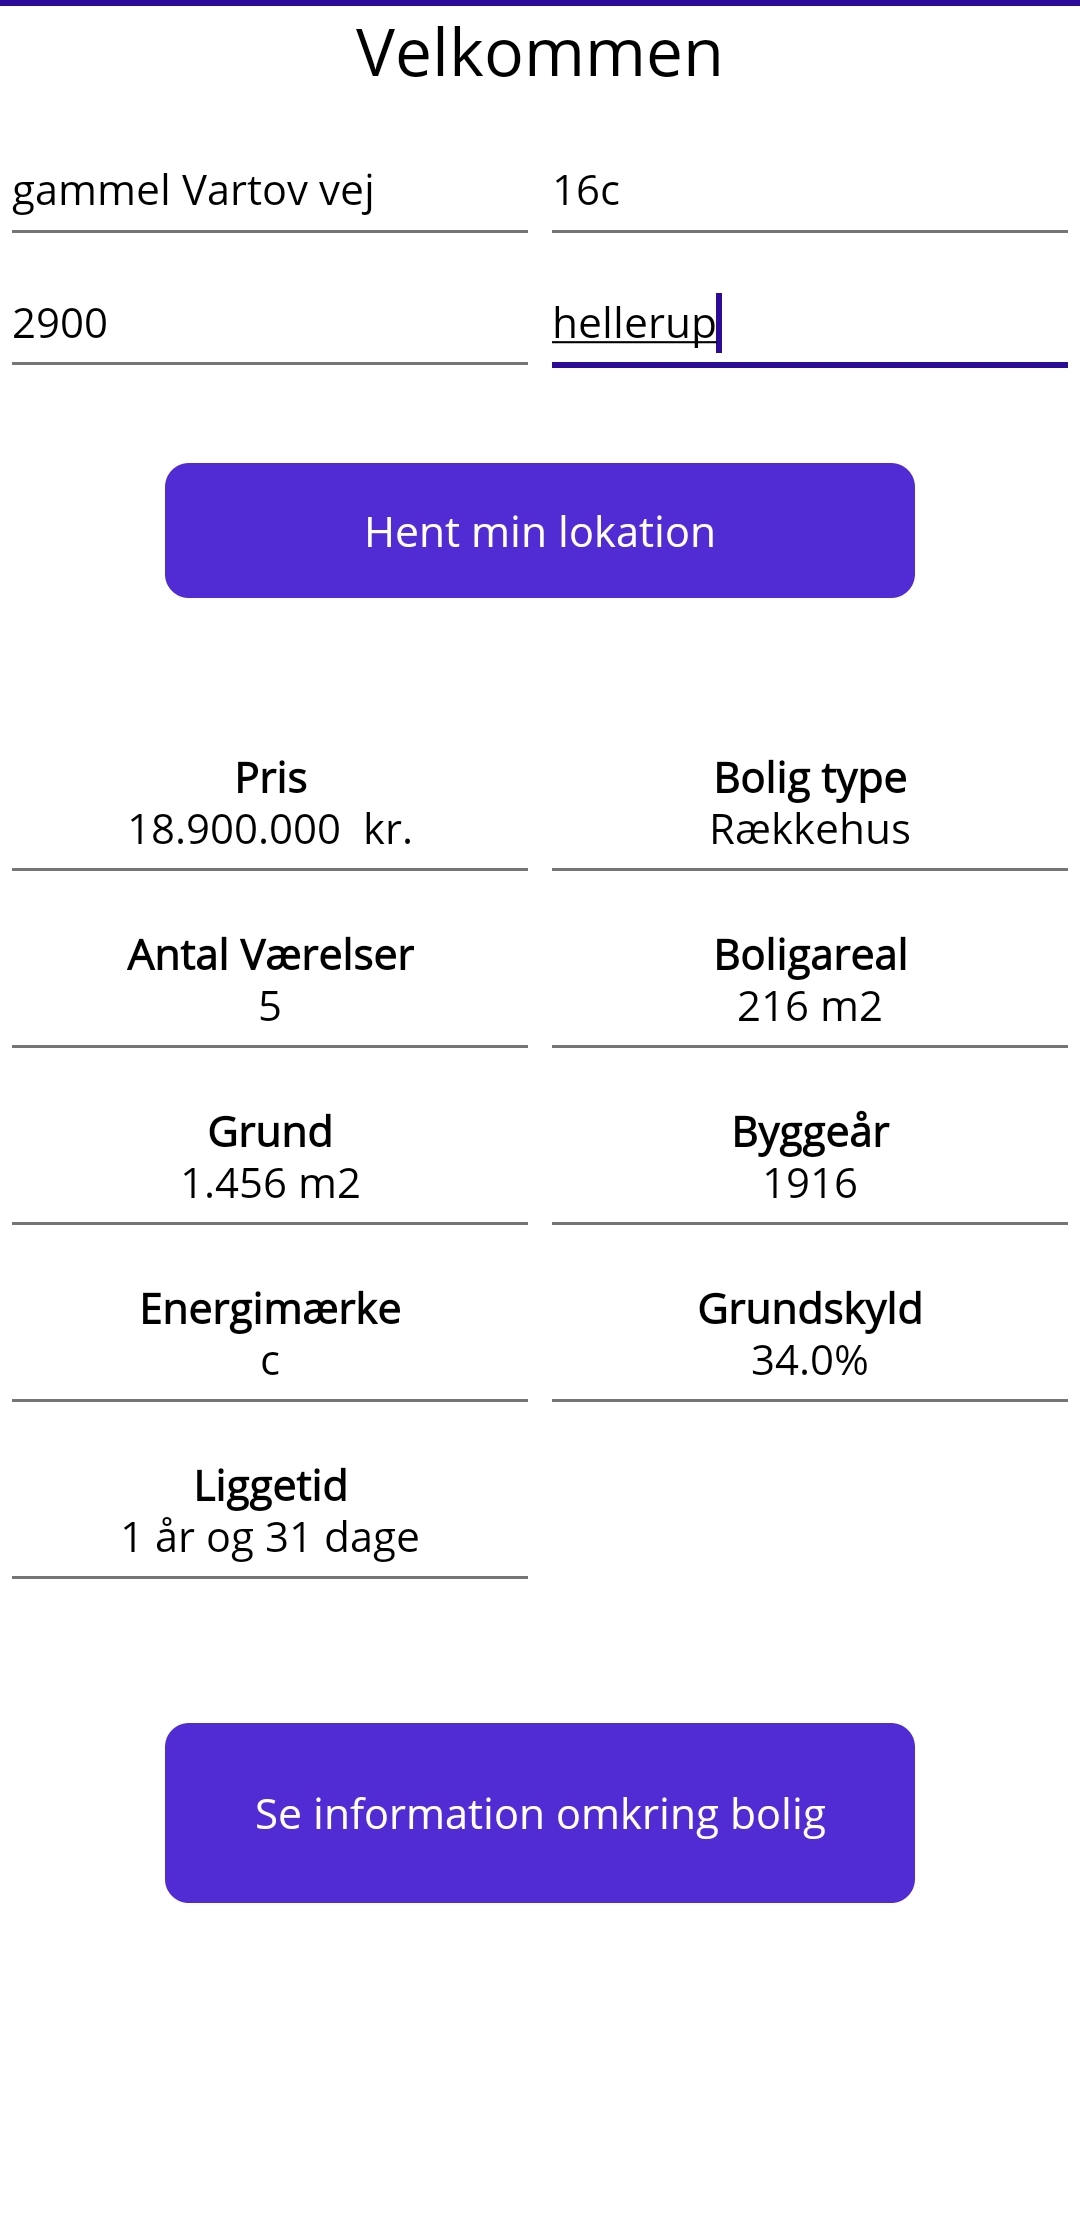 Velkommen
gammel Vartov vej
16c
2900
hellerup
Hent min lokation
Pris
18.900.000  kr.
Bolig type
Rækkehus
Antal Værelser
5
Boligareal
216 m2
Grund
1.456 m2
Byggeår
1916
Energimærke
c
Grundskyld
34.0%
Liggetid
1 år og 31 dage
Se information omkring bolig